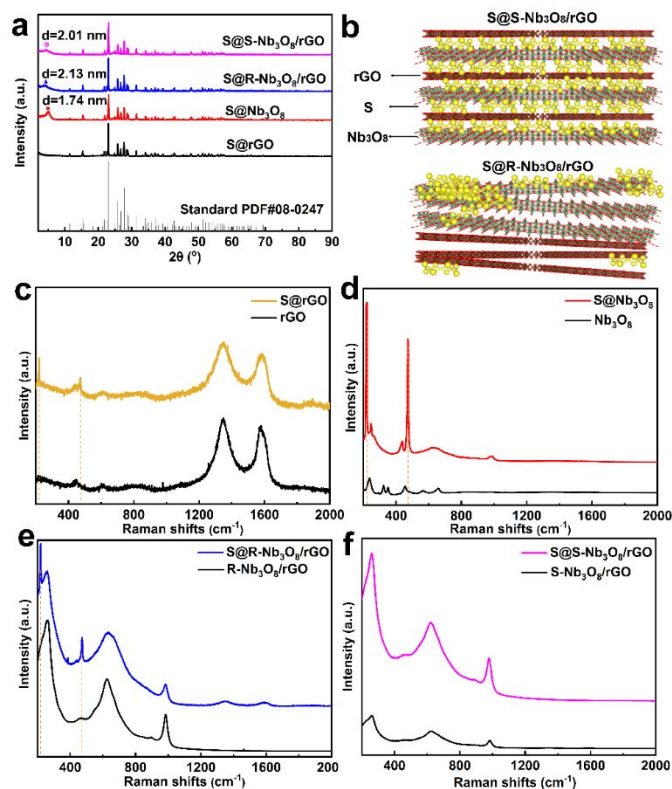 a
d=2.01 nm
S@S-Nb₃O₈/rGO
d=2.13 nm
S@R-Nb₃O₈/rGO
d=1.74 nm
S@Nb₃O₈
S@rGO
Standard PDF#08-0247
Intensity (a.u.)
10 20 30 40 50 60 70 80 90
2θ (°)
b
S@S-Nb₃O₈/rGO
rGO
S
Nb₃O₈
S@R-Nb₃O₈/rGO
c
S@rGO
rGO
Intensity (a.u.)
400 800 1200 1600 2000
Raman shifts (cm⁻¹)
d
S@Nb₃O₈
Nb₃O₈
Intensity (a.u.)
400 800 1200 1600 2000
Raman shifts (cm⁻¹)
e
S@R-Nb₃O₈/rGO
R-Nb₃O₈/rGO
Intensity (a.u.)
400 800 1200 1600 2000
Raman shifts (cm⁻¹)
f
S@S-Nb₃O₈/rGO
S-Nb₃O₈/rGO
Intensity (a.u.)
400 800 1200 1600 2000
Raman shifts (cm⁻¹)